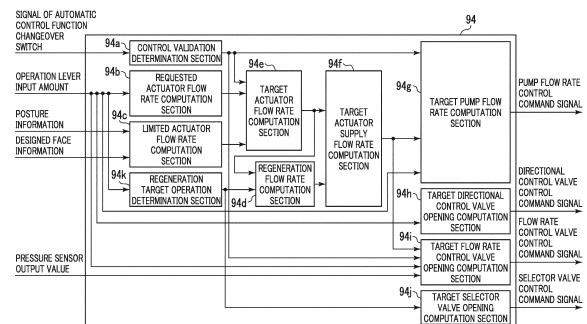 SIGNAL OF AUTOMATIC
CONTROL FUNCTION
CHANGEOVER
SWITCH
OPERATION LEVER
INPUT AMOUNT
POSTURE
INFORMATION
DESIGNED FACE
INFORMATION
PRESSURE SENSOR
OUTPUT VALUE
94
94a
CONTROL VALIDATION
DETERMINATION SECTION
94b
REQUESTED
ACTUATOR FLOW
RATE COMPUTATION
SECTION
94c
LIMITED ACTUATOR
FLOW RATE
COMPUTATION
SECTION
94k
REGENERATION
TARGET OPERATION
DETERMINATION SECTION
94e
TARGET
ACTUATOR
FLOW RATE
COMPUTATION
SECTION
94d
REGENERATION
FLOW RATE
COMPUTATION
SECTION
94f
TARGET
ACTUATOR
SUPPLY
FLOW RATE
COMPUTATION
SECTION
94g
TARGET PUMP FLOW
RATE COMPUTATION
SECTION
94h
TARGET DIRECTIONAL
CONTROL VALVE
OPENING COMPUTATION
SECTION
94i
TARGET FLOW RATE
CONTROL VALVE
OPENING COMPUTATION
SECTION
94j
TARGET SELECTOR
VALVE OPENING
COMPUTATION SECTION
PUMP FLOW RATE
CONTROL
COMMAND SIGNAL
DIRECTIONAL
CONTROL VALVE
CONTROL
COMMAND SIGNAL
FLOW RATE
CONTROL VALVE
CONTROL
COMMAND SIGNAL
SELECTOR VALVE
CONTROL
COMMAND SIGNAL